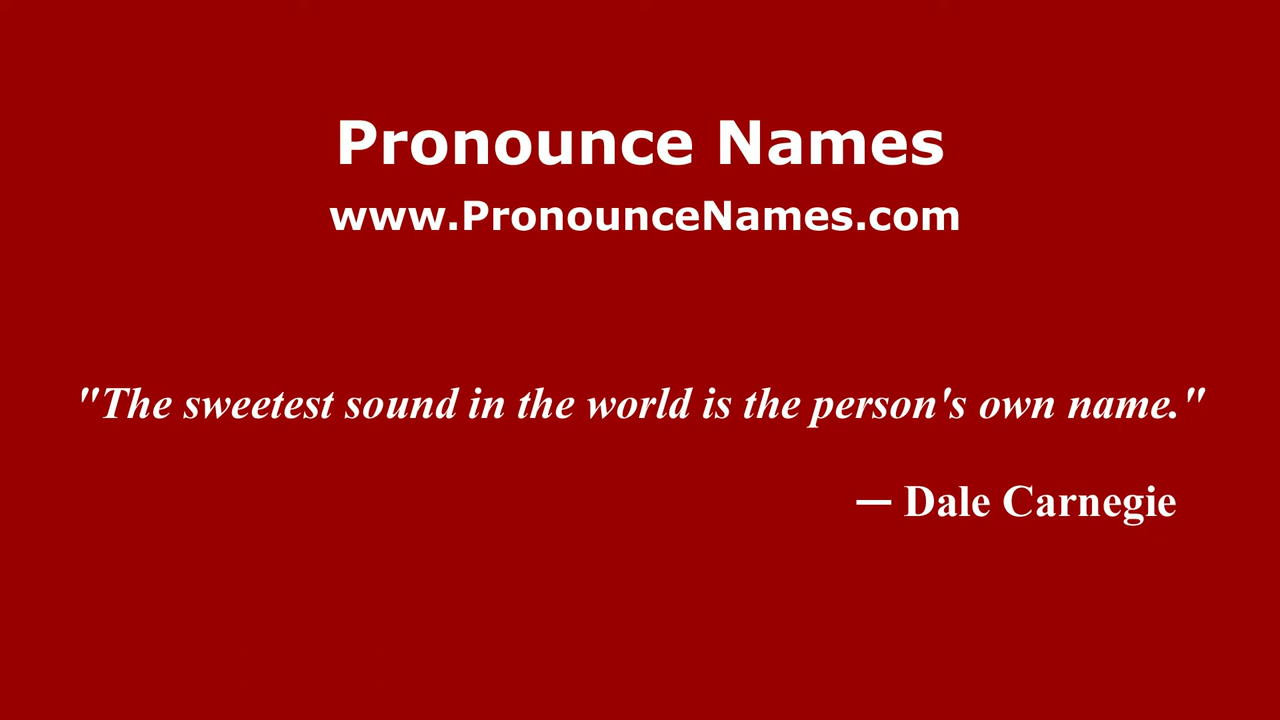 Pronounce Names
www.PronounceNames.com
"The sweetest sound in the world is the person's own name."
— Dale Carnegie